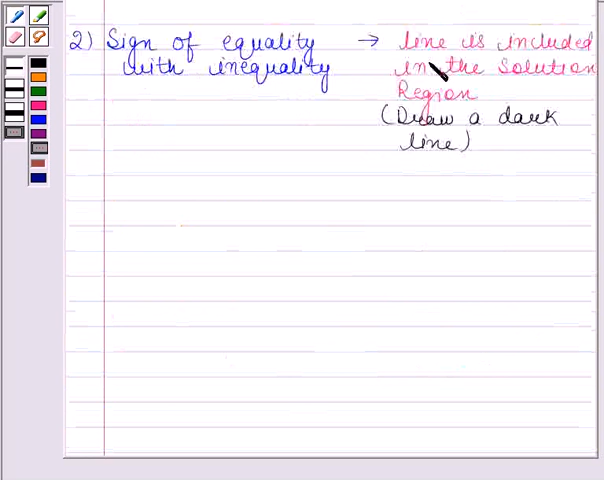 2) Sign of equality → line is included
with inequality in the Solution
Region
(Draw a dark
line)